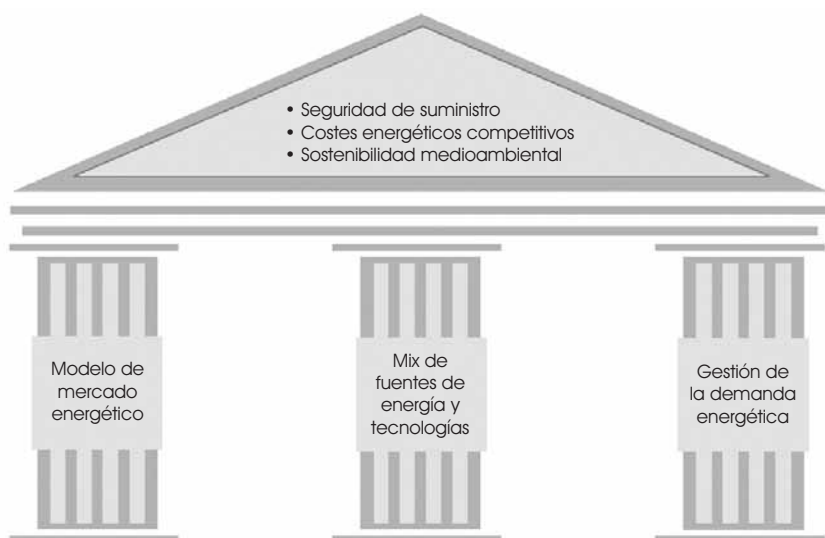 • Seguridad de suministro
• Costes energéticos competitivos
• Sostenibilidad medioambiental
Modelo de
mercado
energético
Mix de
fuentes de
energía y
tecnologías
Gestión de
la demanda
energética